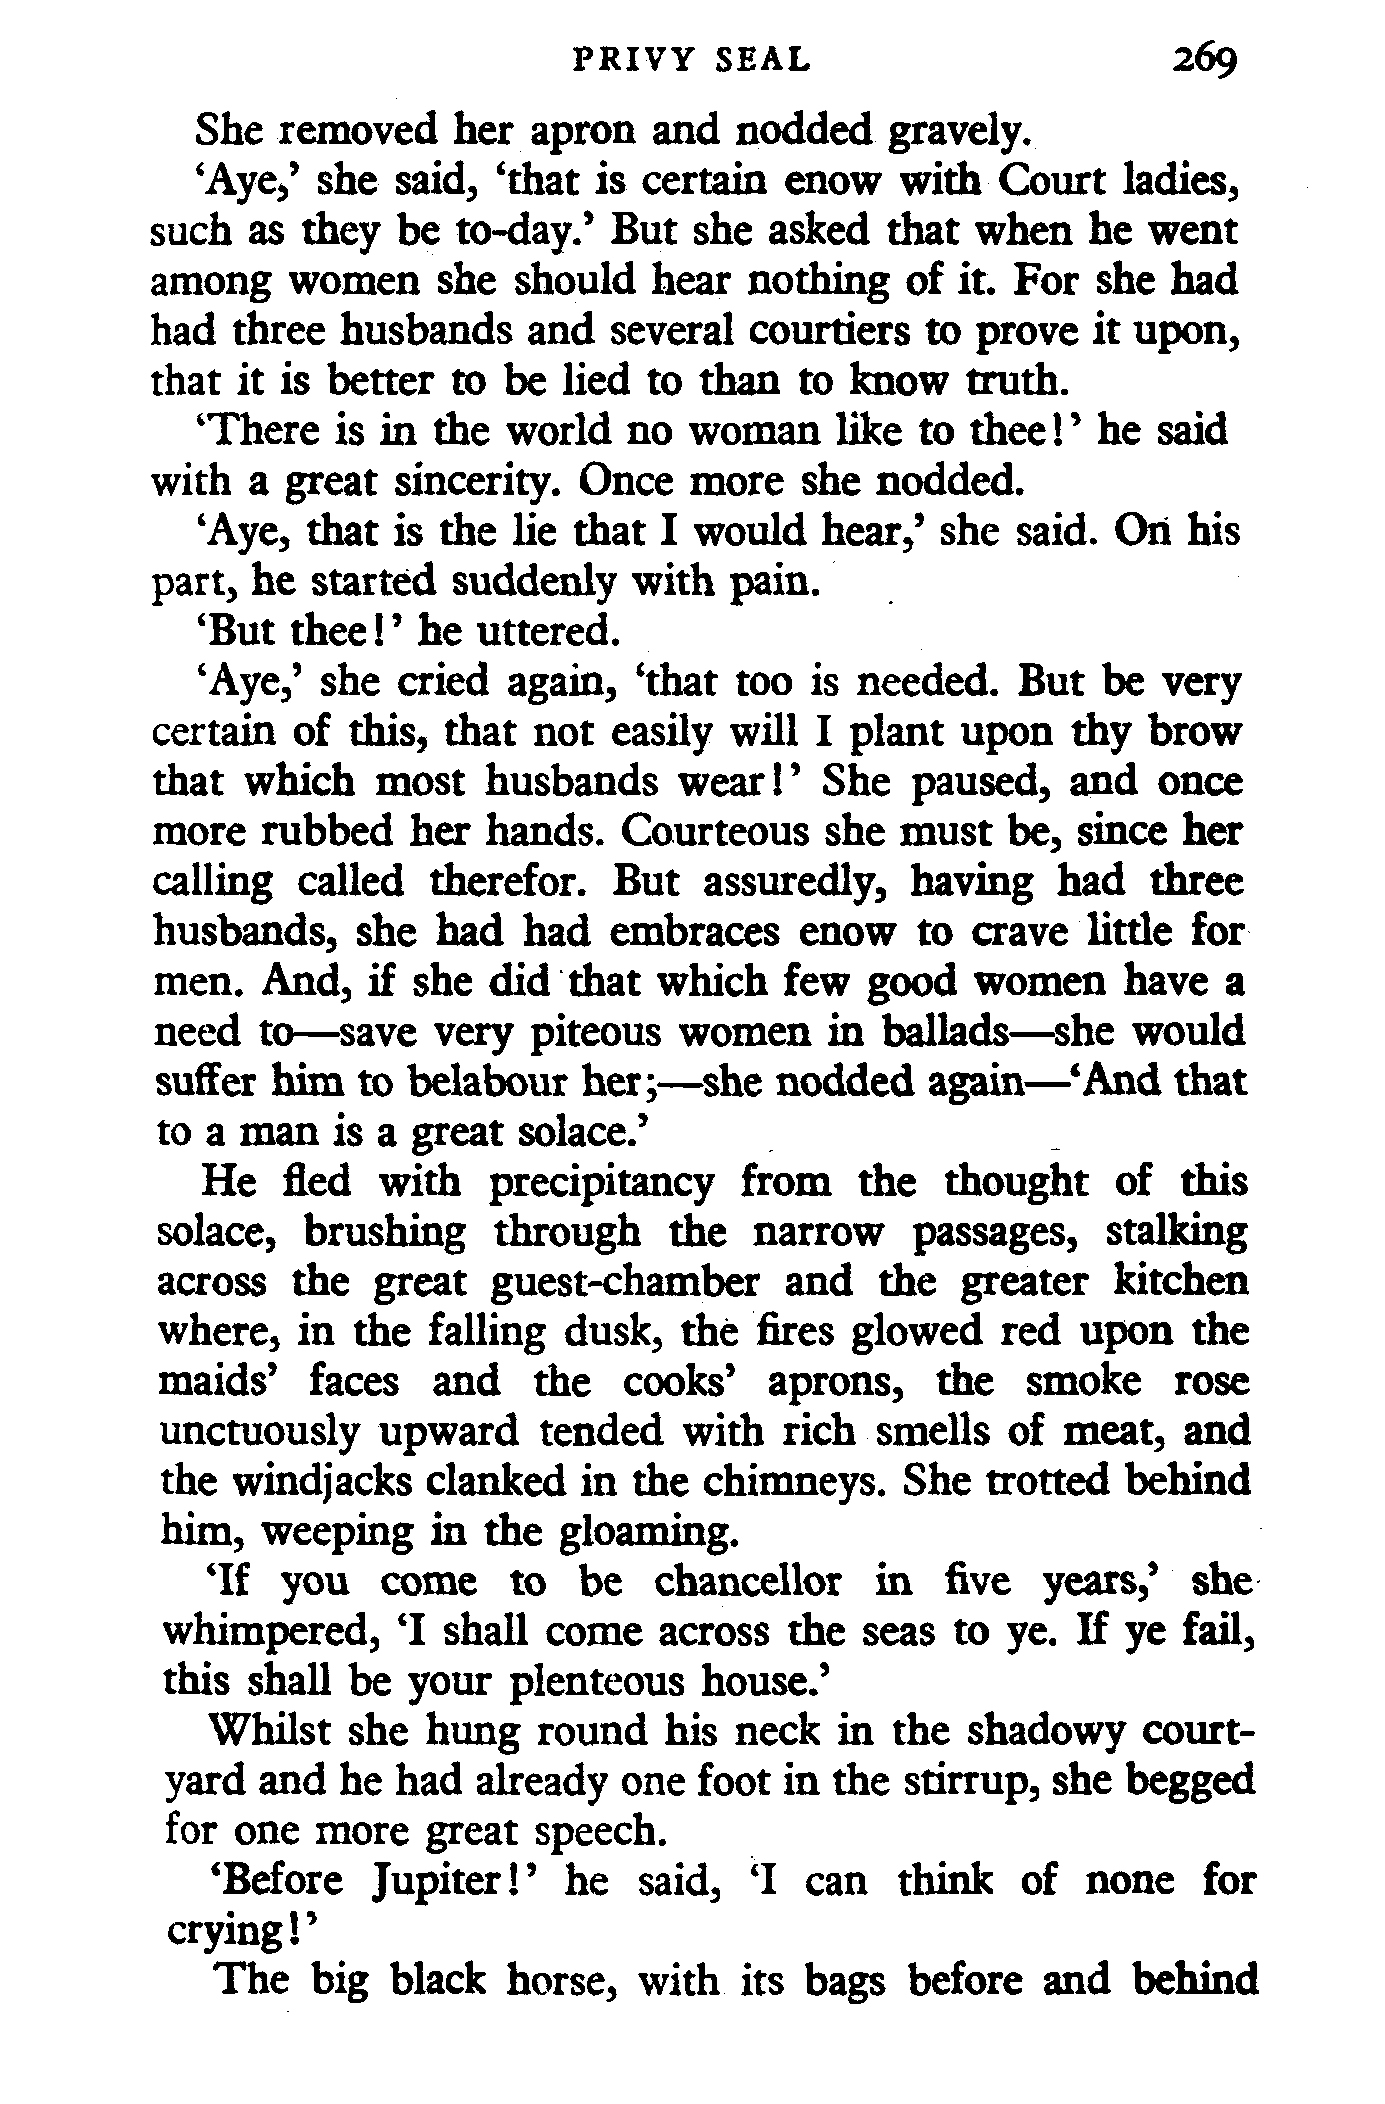 PRIVY SEAL 269
She removed her apron and nodded gravely.
‘Aye,’ she said, ‘that is certain enow with Court ladies,
such as they be to-day.’ But she asked that when he went
among women she should hear nothing of it. For she had
had three husbands and several courtiers to prove it upon,
that it is better to be lied to than to know truth.
‘There is in the world no woman like to thee!’ he said
with a great sincerity. Once more she nodded.
‘Aye, that is the lie that I would hear,’ she said. On his
part, he started suddenly with pain.
‘But thee!’ he uttered.
‘Aye,’ she cried again, ‘that too is needed. But be very
certain of this, that not easily will I plant upon thy brow
that which most husbands wear!’ She paused, and once
more rubbed her hands. Courteous she must be, since her
calling called therefor. But assuredly, having had three
husbands, she had had embraces enow to crave little for
men. And, if she did that which few good women have a
need to—save very piteous women in ballads—she would
suffer him to belabour her;—she nodded again—‘And that
to a man is a great solace.’
He fled with precipitancy from the thought of this
solace, brushing through the narrow passages, stalking
across the great guest-chamber and the greater kitchen
where, in the falling dusk, the fires glowed red upon the
maids’ faces and the cooks’ aprons, the smoke rose
unctuously upward tended with rich smells of meat, and
the windjacks clanked in the chimneys. She trotted behind
him, weeping in the gloaming.
‘If you come to be chancellor in five years,’ she
whimpered, ‘I shall come across the seas to ye. If ye fail,
this shall be your plenteous house.’
Whilst she hung round his neck in the shadowy court-
yard and he had already one foot in the stirrup, she begged
for one more great speech.
‘Before Jupiter!’ he said, ‘I can think of none for
crying!’
The big black horse, with its bags before and behind